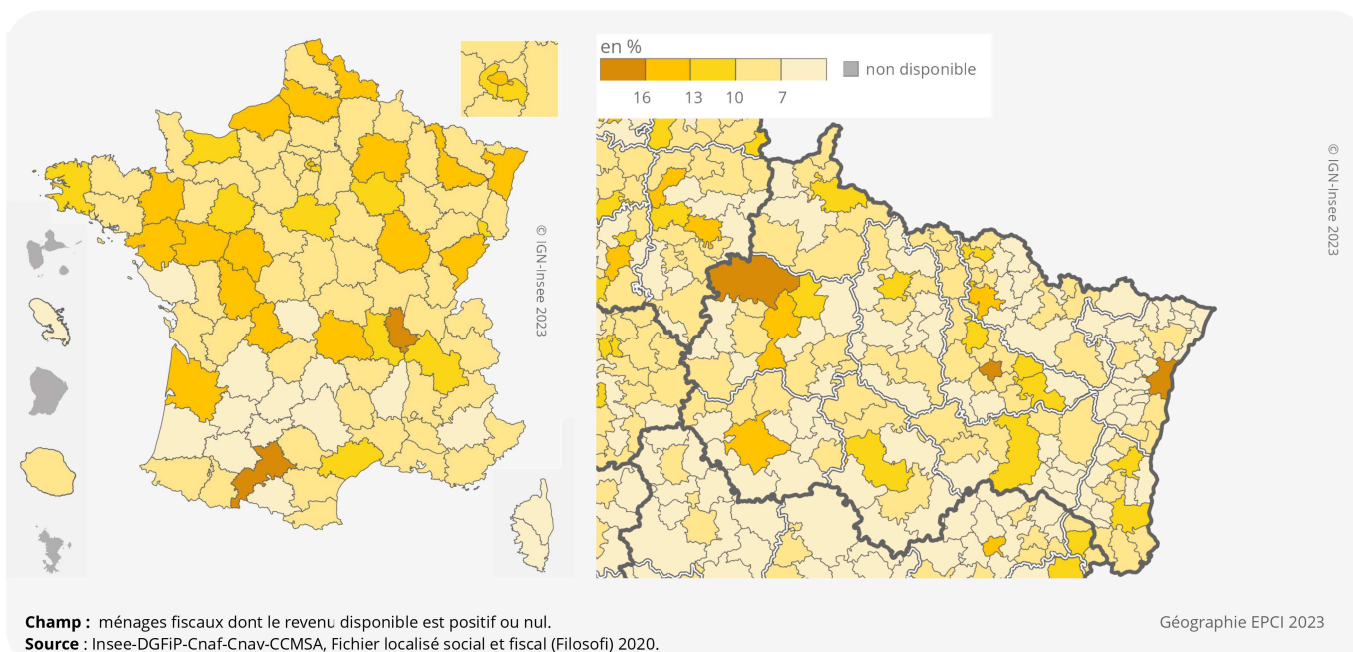 en %
16 13 10 7
non disponible
© IGN-Insee 2023
© IGN-Insee 2023
Champ : ménages fiscaux dont le revenu disponible est positif ou nul.
Source : Insee-DGFiP-Cnaf-Cnav-CCMSA, Fichier localisé social et fiscal (Filosofi) 2020.
Géographie EPCI 2023